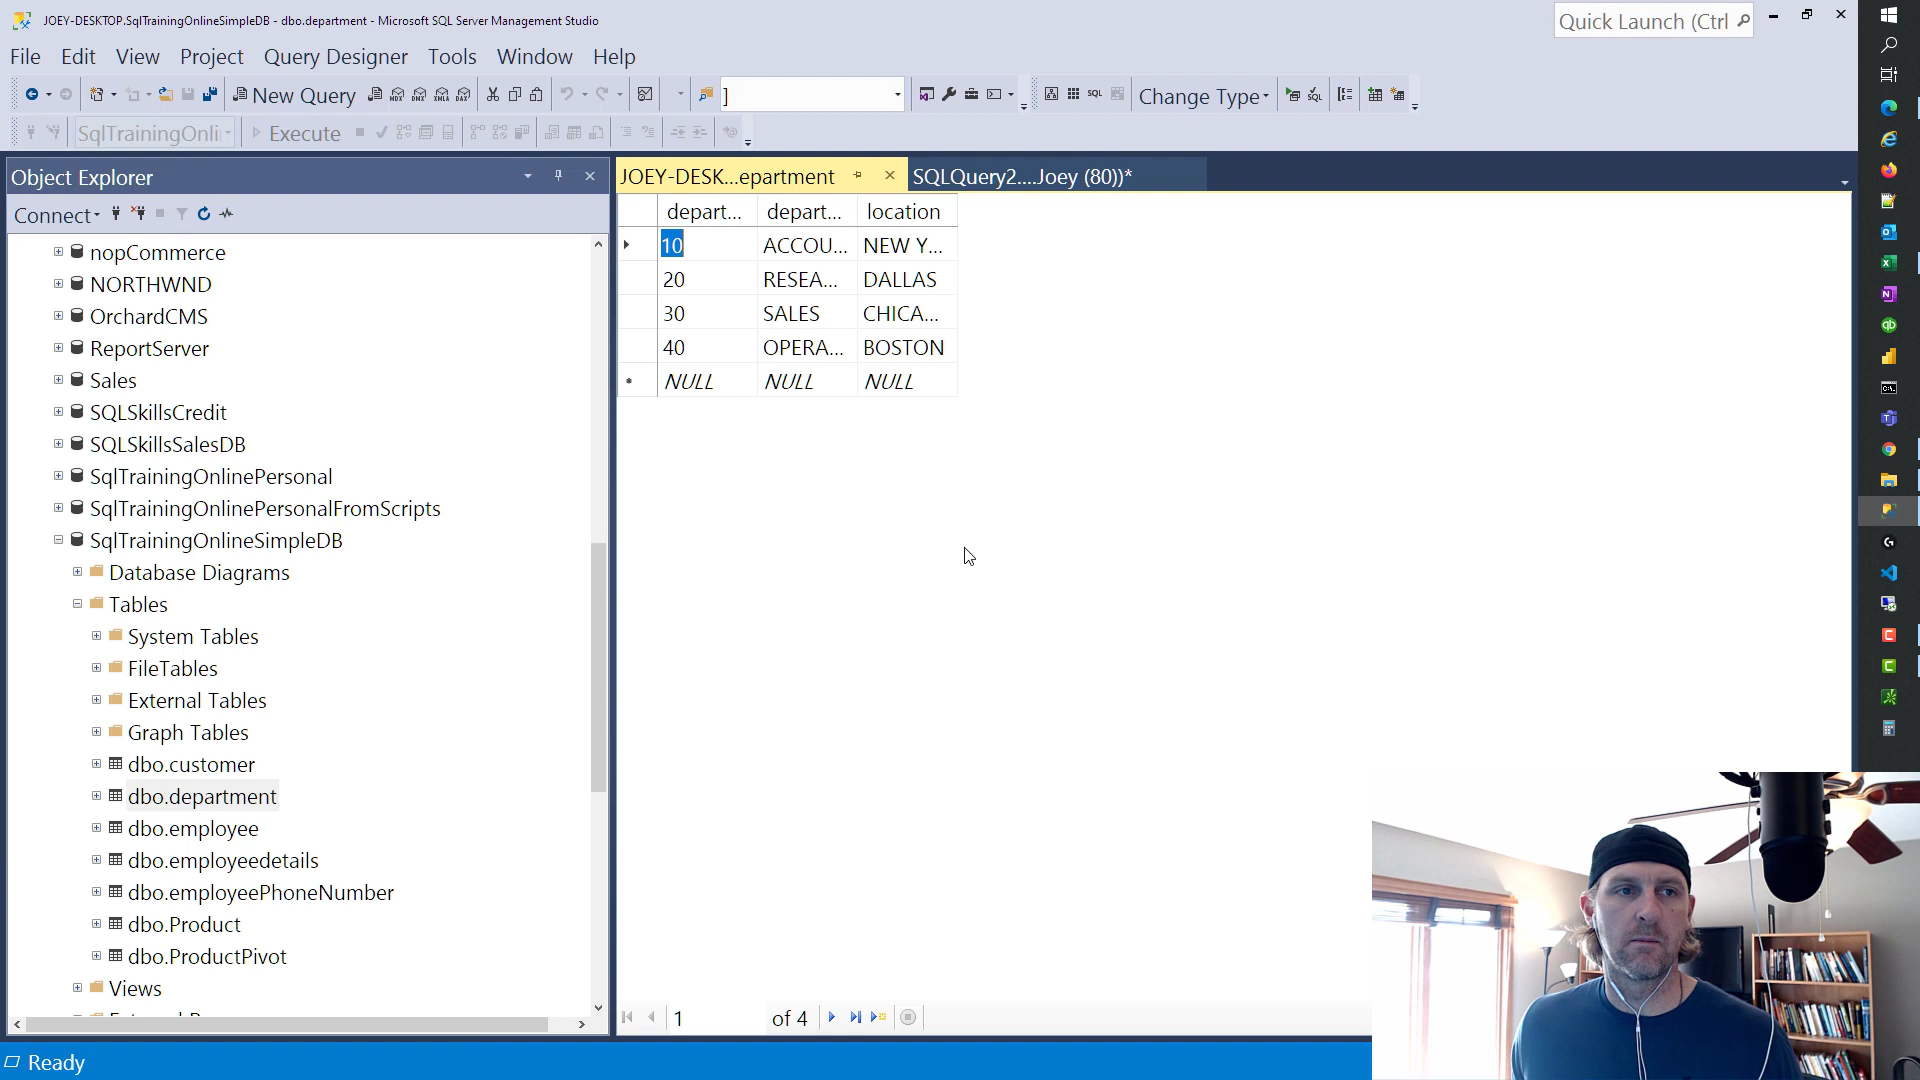 JOEY-DESKTOP.SqlTrainingOnlineSimpleDB - dbo.department - Microsoft SQL Server Management Studio
Quick Launch (Ctrl
File Edit View Project Query Designer Tools Window Help
New Query ] Change Type
SqlTrainingOnli Execute
Object Explorer
Connect
nopCommerce
NORTHWND
OrchardCMS
ReportServer
Sales
SQLSkillsCredit
SQLSkillsSalesDB
SqlTrainingOnlinePersonal
SqlTrainingOnlinePersonalFromScripts
SqlTrainingOnlineSimpleDB
Database Diagrams
Tables
System Tables
FileTables
External Tables
Graph Tables
dbo.customer
dbo.department
dbo.employee
dbo.employeedetails
dbo.employeePhoneNumber
dbo.Product
dbo.ProductPivot
Views
JOEY-DESK...epartment SQLQuery2....Joey (80))*
depart... depart... location
10 ACCOU... NEW Y...
20 RESEA... DALLAS
30 SALES CHICA...
40 OPERA... BOSTON
NULL NULL NULL
1 of 4
Ready